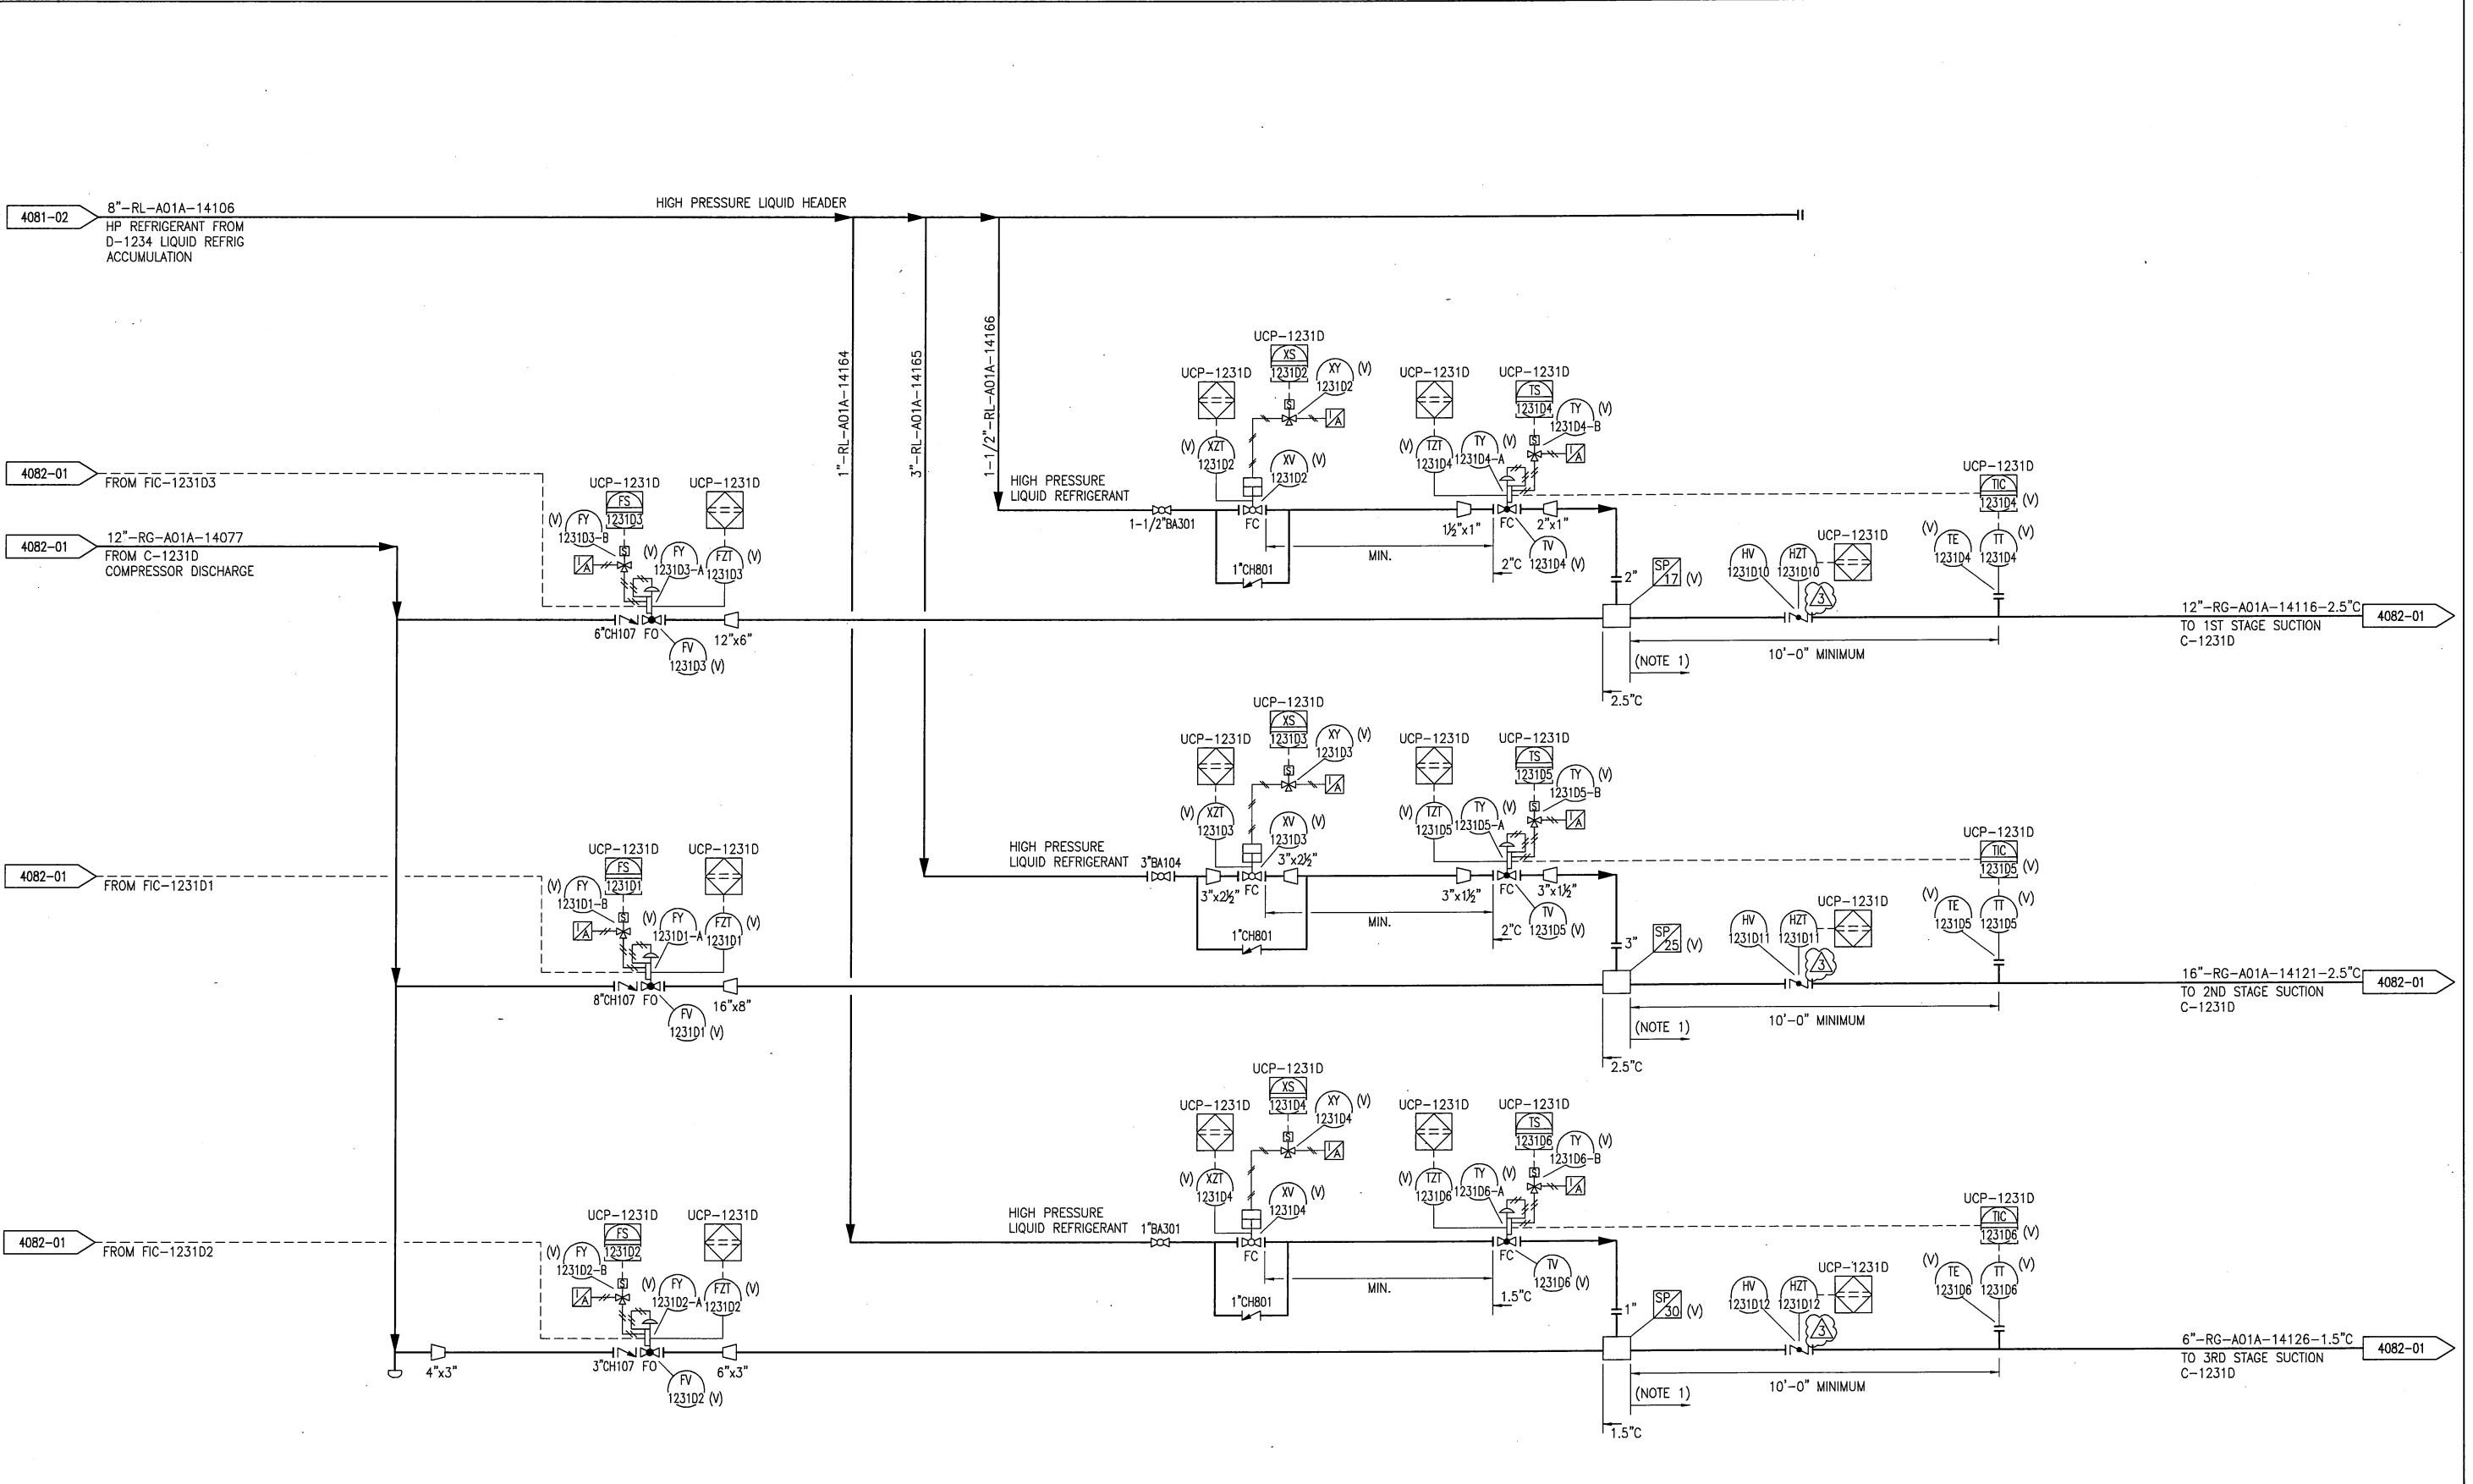 4081-02
8"-RL-A01A-14106
HP REFRIGERANT FROM
D-1234 LIQUID REFRIG
ACCUMULATION
HIGH PRESSURE LIQUID HEADER
1"-RL-A01A-14164
3"-RL-A01A-14165
1-1/2"-RL-A01A-14166
4082-01
FROM FIC-1231D3
4082-01
12"-RG-A01A-14077
FROM C-1231D
COMPRESSOR DISCHARGE
UCP-1231D
FS
1231D3
UCP-1231D
(V)
FY
1231D3-B
S
I/A
(V)
FY
1231D3-A
FZT
1231D3
(V)
6"CH107
FO
12"x6"
FV
1231D3 (V)
HIGH PRESSURE
LIQUID REFRIGERANT
1-1/2"BA301
UCP-1231D
UCP-1231D
XS
1231D2
XY
1231D2
(V)
S
I/A
(V)
XZT
1231D2
XV
1231D2
(V)
FC
1"CH801
MIN.
UCP-1231D
UCP-1231D
TS
1231D4
TY
1231D4-B
(V)
S
I/A
(V)
TZT
1231D4
TY
1231D4-A
(V)
1½"x1"
FC
2"x1"
2"C
TV
1231D4 (V)
2"
SP
17
(V)
UCP-1231D
TIC
1231D4
(V)
HV
1231D10
HZT
1231D10
UCP-1231D
3
(V)
TE
1231D4
TT
1231D4
(V)
10'-0" MINIMUM
(NOTE 1)
2.5"C
12"-RG-A01A-14116-2.5"C
TO 1ST STAGE SUCTION
C-1231D
4082-01
4082-01
FROM FIC-1231D1
UCP-1231D
FS
1231D1
UCP-1231D
(V)
FY
1231D1-B
S
I/A
(V)
FY
1231D1-A
FZT
1231D1
(V)
8"CH107
FO
16"x8"
FV
1231D1 (V)
HIGH PRESSURE
LIQUID REFRIGERANT
3"BA104
UCP-1231D
UCP-1231D
XS
1231D3
XY
1231D3
(V)
S
I/A
(V)
XZT
1231D3
XV
1231D3
(V)
3"x2½"
3"x2½"
FC
1"CH801
MIN.
UCP-1231D
UCP-1231D
TS
1231D5
TY
1231D5-B
(V)
S
I/A
(V)
TZT
1231D5
TY
1231D5-A
(V)
3"x1½"
FC
3"x1½"
2"C
TV
1231D5 (V)
3"
SP
25
(V)
UCP-1231D
TIC
1231D5
(V)
HV
1231D11
HZT
1231D11
UCP-1231D
3
(V)
TE
1231D5
TT
1231D5
(V)
10'-0" MINIMUM
(NOTE 1)
2.5"C
16"-RG-A01A-14121-2.5"C
TO 2ND STAGE SUCTION
C-1231D
4082-01
4082-01
FROM FIC-1231D2
UCP-1231D
FS
1231D2
UCP-1231D
(V)
FY
1231D2-B
S
I/A
(V)
FY
1231D2-A
FZT
1231D2
(V)
4"x3"
3"CH107
FO
6"x3"
FV
1231D2 (V)
HIGH PRESSURE
LIQUID REFRIGERANT
1"BA301
UCP-1231D
UCP-1231D
XS
1231D4
XY
1231D4
(V)
S
I/A
(V)
XZT
1231D4
XV
1231D4
(V)
FC
1"CH801
MIN.
UCP-1231D
UCP-1231D
TS
1231D6
TY
1231D6-B
(V)
S
I/A
(V)
TZT
1231D6
TY
1231D6-A
(V)
FC
1.5"C
TV
1231D6 (V)
1"
SP
30
(V)
UCP-1231D
TIC
1231D6
(V)
HV
1231D12
HZT
1231D12
UCP-1231D
3
(V)
TE
1231D6
TT
1231D6
(V)
10'-0" MINIMUM
(NOTE 1)
1.5"C
6"-RG-A01A-14126-1.5"C
TO 3RD STAGE SUCTION
C-1231D
4082-01